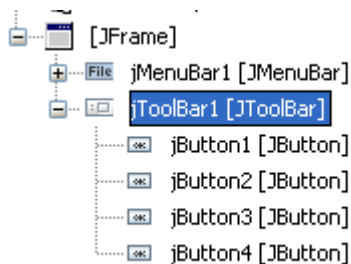 [JFrame]
File jMenuBar1 [JMenuBar]
jToolBar1 [JToolBar]
jButton1 [JButton]
jButton2 [JButton]
jButton3 [JButton]
jButton4 [JButton]